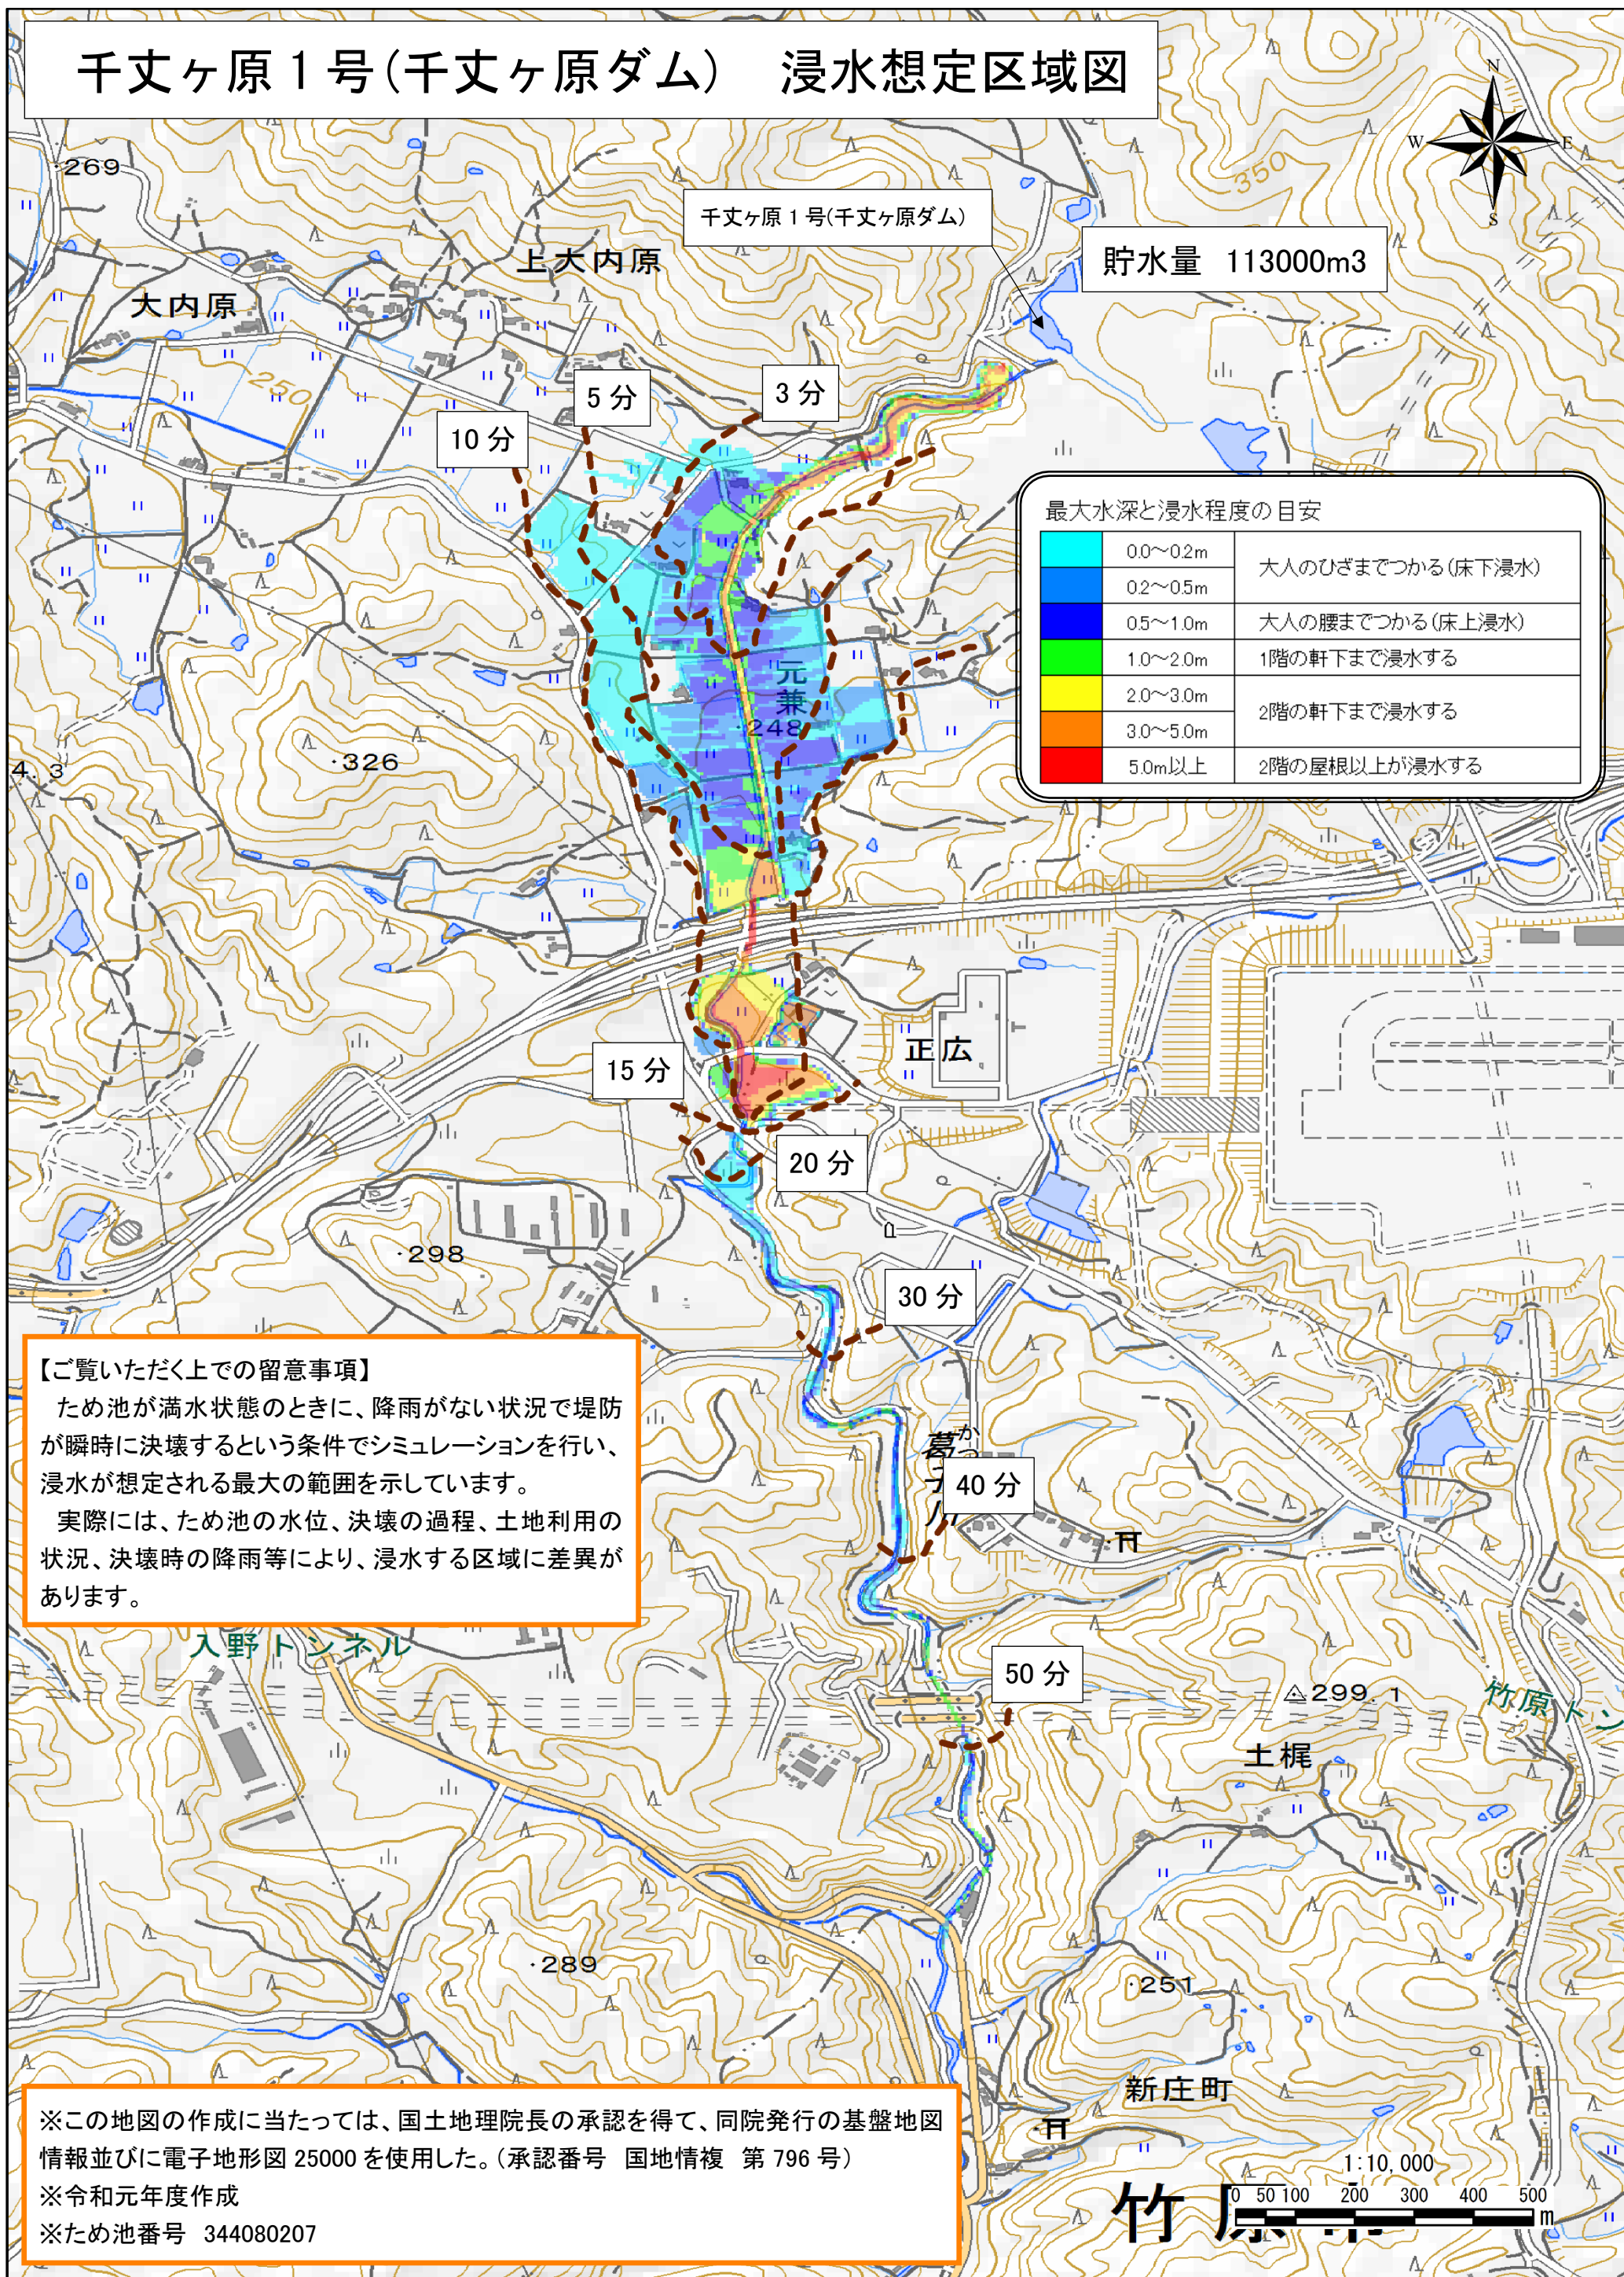 千丈ヶ原１号(千丈ヶ原ダム)　浸水想定区域図
N
W
E
S
269
350
千丈ヶ原１号(千丈ヶ原ダム)
貯水量　113000m3
上大内原
大内原
250
3 分
5 分
10 分
最大水深と浸水程度の目安
0.0～0.2m
大人のひざまでつかる(床下浸水)
0.2～0.5m
0.5～1.0m
大人の腰までつかる(床上浸水)
1.0～2.0m
1階の軒下まで浸水する
2.0～3.0m
2階の軒下まで浸水する
3.0～5.0m
5.0m以上
2階の屋根以上が浸水する
元兼
248
326
4.3
正広
15 分
20 分
298
30 分
【ご覧いただく上での留意事項】
ため池が満水状態のときに、降雨がない状況で堤防
が瞬時に決壊するという条件でシミュレーションを行い、
浸水が想定される最大の範囲を示しています。
実際には、ため池の水位、決壊の過程、土地利用の
状況、決壊時の降雨等により、浸水する区域に差異が
あります。
40 分
入野トンネル
50 分
299.1
竹原トン
土梶
289
251
新庄町
※この地図の作成に当たっては、国土地理院長の承認を得て、同院発行の基盤地図
情報並びに電子地形図 25000 を使用した。(承認番号　国地情複　第 796 号)
※令和元年度作成
※ため池番号　344080207
1:10,000
0 50 100 200 300 400 500
m
竹